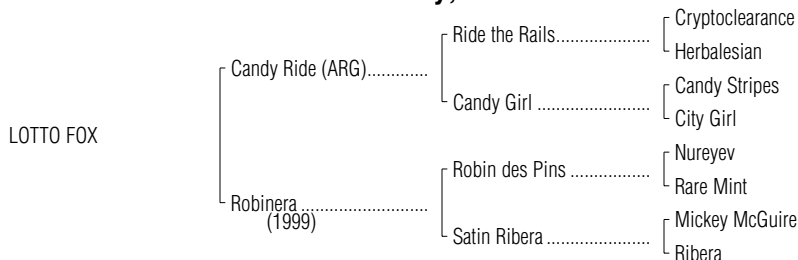 Cryptoclearance
Ride the Rails....................
Herbalesian
Candy Ride (ARG).............
Candy Stripes
Candy Girl ........................
City Girl
LOTTO FOX
Nureyev
Robin des Pins .................
Rare Mint
Robinera ...........................
(1999)
Mickey McGuire
Satin Ribera ......................
Ribera